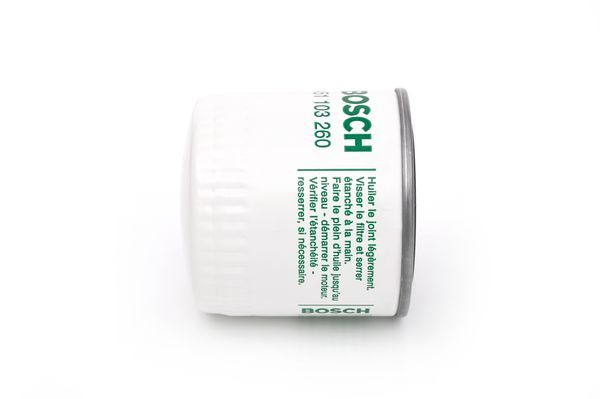 BOSCH
51 103 260
Huiler le joint légèrement.
Visser le filtre et serrer
étanché à la main.
Faire le plein d'huile jusqu'au
niveau - démarrer le moteur.
Vérifier l'étanchéité -
resserrer, si nécessaire.
BOSCH